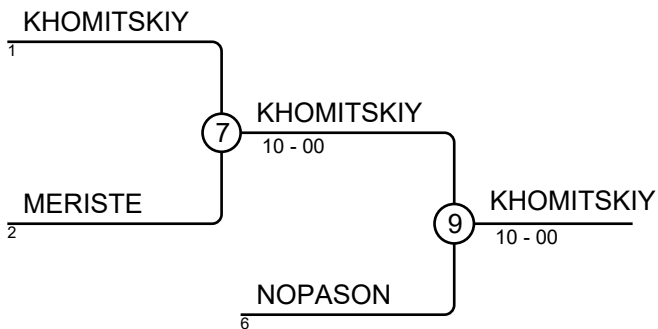 KHOMITSKIY
1
7
KHOMITSKIY
10 - 00
MERISTE
2
9
KHOMITSKIY
10 - 00
NOPASON
6